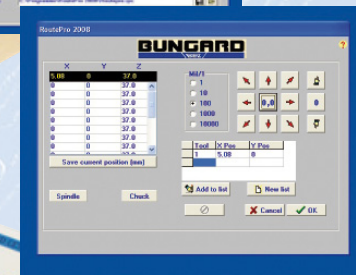 RoutePro 2000
BUNGARD
?
X Y Z
5.08 0 37.0
0 0 37.0
0 0 37.0
0 0 37.0
0 0 37.0
0 0 37.0
0 0 37.0
0 0 37.0
Save current position (mm)
Spindle
Chuck
Mil/1
1
10
100
1000
10000
0,0
0
Tool X Pos Y Pos
1 5.08 0
Add to list
New list
Cancel
OK